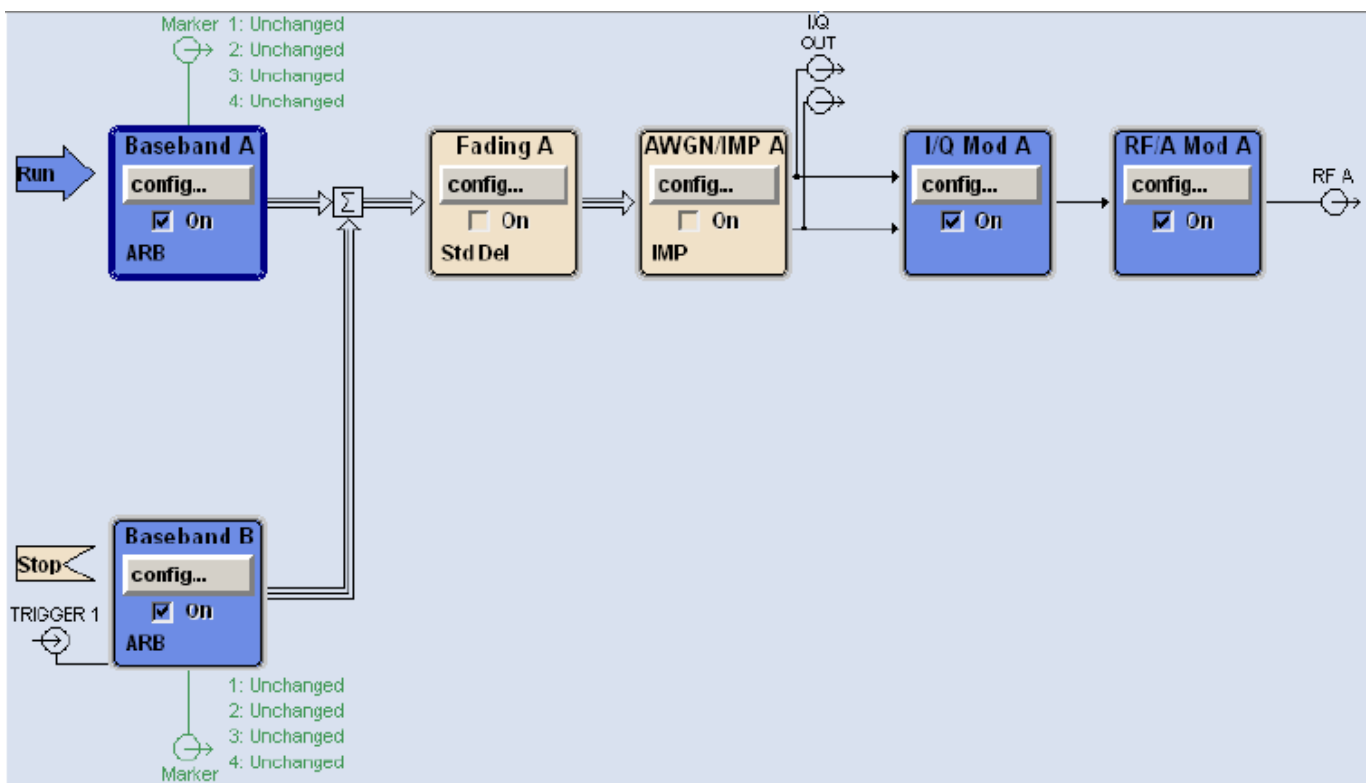 Marker 1: Unchanged
2: Unchanged
3: Unchanged
4: Unchanged
I/Q
OUT
Run
Baseband A
config...
On
ARB
Σ
Fading A
config...
On
Std Del
AWGN/IMP A
config...
On
IMP
I/Q Mod A
config...
On
RF/A Mod A
config...
On
RF A
Stop
TRIGGER 1
Baseband B
config...
On
ARB
1: Unchanged
2: Unchanged
3: Unchanged
Marker 4: Unchanged